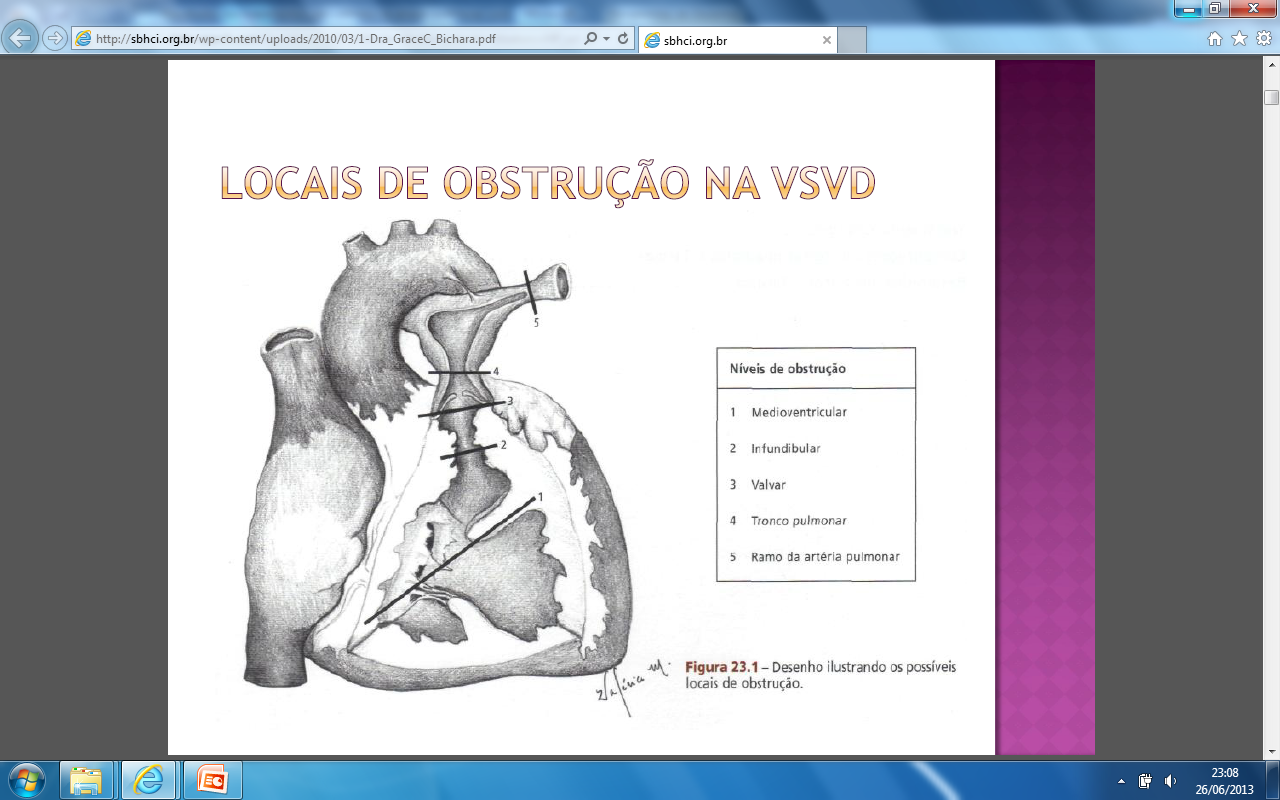 http://sbhci.org.br/wp-content/uploads/2010/03/1-Dra_GraceC_Bichara.pdf
sbhci.org.br
LOCAIS DE OBSTRUÇÃO NA VSVD
5
4
3
2
1
Níveis de obstrução
1 Medioventricular
2 Infundibular
3 Valvar
4 Tronco pulmonar
5 Ramo da artéria pulmonar
Figura 23.1 – Desenho ilustrando os possíveis
locais de obstrução.
23:08
26/06/2013